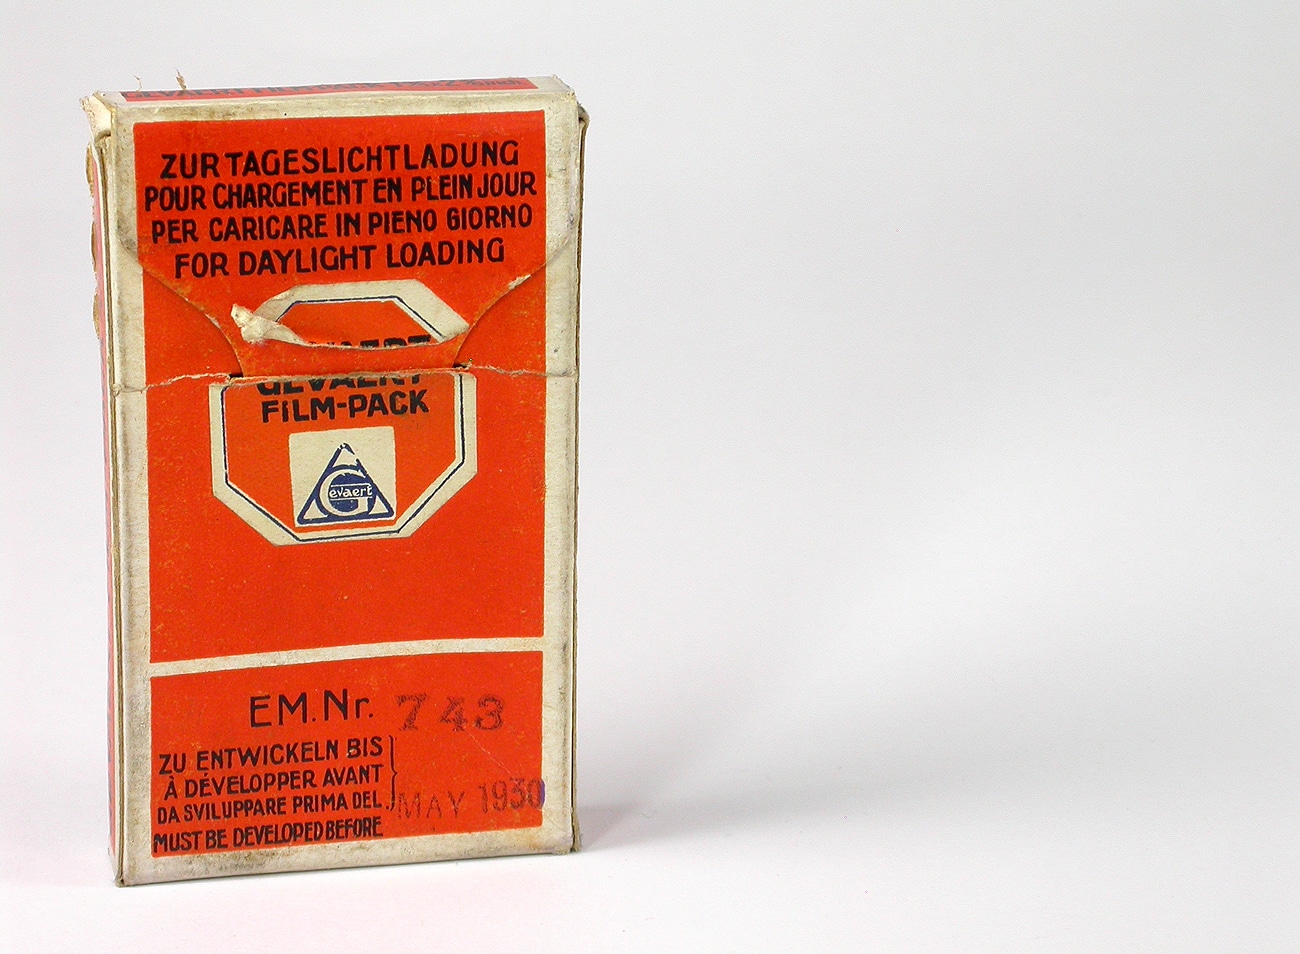 ZUR TAGESLICHTLADUNG
POUR CHARGEMENT EN PLEIN JOUR
PER CARICARE IN PIENO GIORNO
FOR DAYLIGHT LOADING
GEVAERT
FILM-PACK
Gevaert
EM.Nr. 743
ZU ENTWICKELN BIS
À DÉVELOPPER AVANT
DA SVILUPPARE PRIMA DEL
MUST BE DEVELOPED BEFORE
MAY 1930